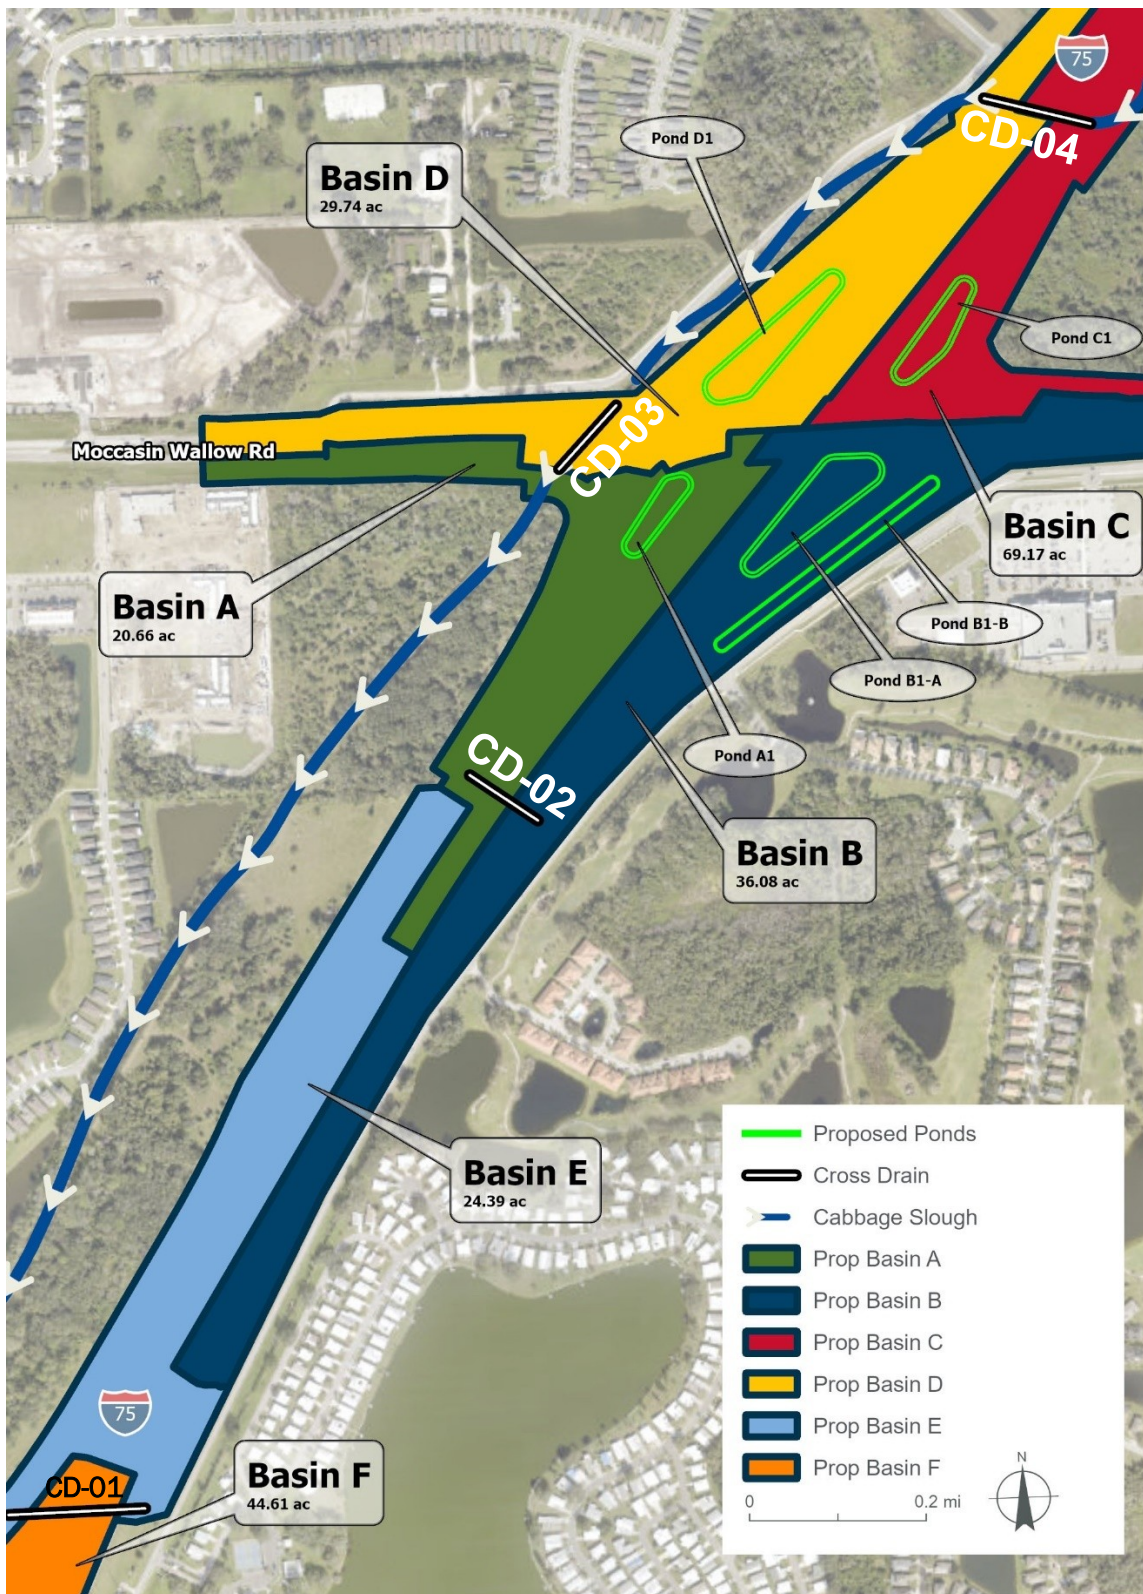 75
CD-04
Pond D1
Basin D
29.74 ac
Pond C1
CD-03
Moccasin Wallow Rd
Basin C
69.17 ac
Basin A
20.66 ac
Pond B1-B
Pond B1-A
Pond A1
CD-02
Basin B
36.08 ac
Basin E
24.39 ac
75
CD-01
Basin F
44.61 ac
Proposed Ponds
Cross Drain
Cabbage Slough
Prop Basin A
Prop Basin B
Prop Basin C
Prop Basin D
Prop Basin E
Prop Basin F
N
0 0.2 mi